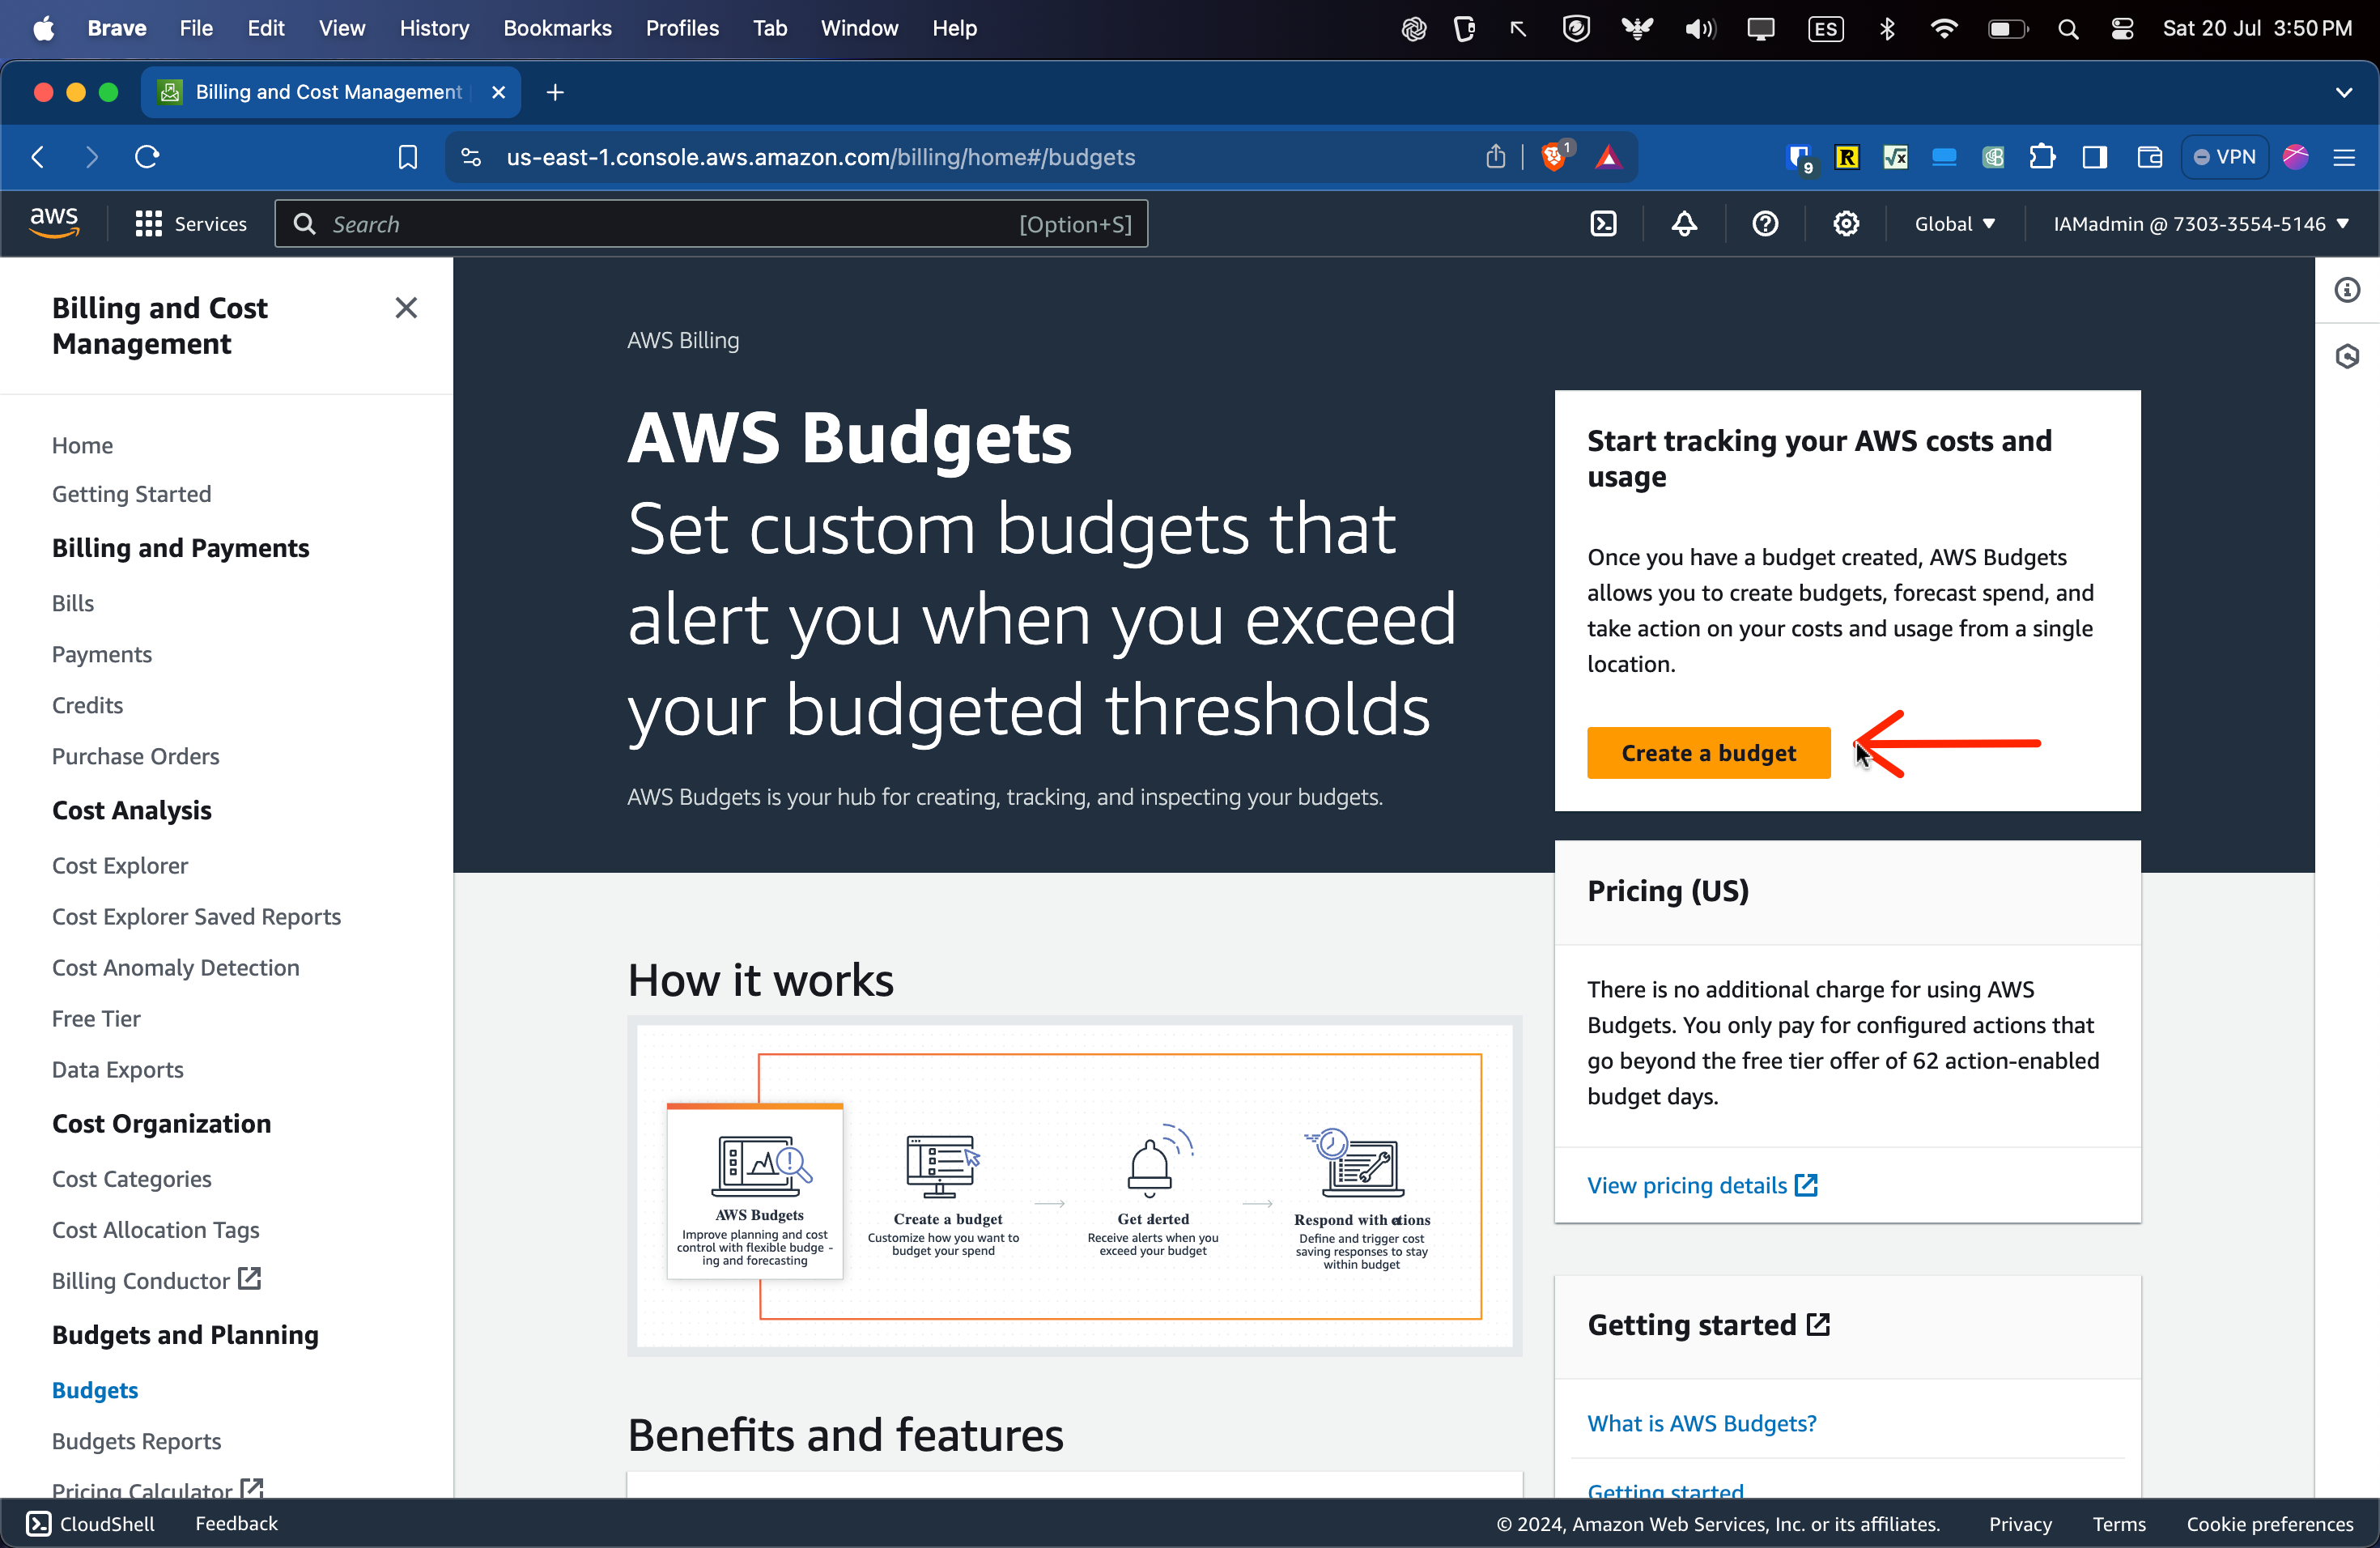 Brave File Edit View History Bookmarks Profiles Tab Window Help ES Sat 20 Jul 3:50 PM
Billing and Cost Management
us-east-1.console.aws.amazon.com/billing/home#/budgets 1 9 R √x VPN
aws Services Search [Option+S] Global IAMadmin @ 7303-3554-5146
Billing and Cost
Management
Home
Getting Started
Billing and Payments
Bills
Payments
Credits
Purchase Orders
Cost Analysis
Cost Explorer
Cost Explorer Saved Reports
Cost Anomaly Detection
Free Tier
Data Exports
Cost Organization
Cost Categories
Cost Allocation Tags
Billing Conductor
Budgets and Planning
Budgets
Budgets Reports
Pricing Calculator
AWS Billing
AWS Budgets
Set custom budgets that
alert you when you exceed
your budgeted thresholds
AWS Budgets is your hub for creating, tracking, and inspecting your budgets.
Start tracking your AWS costs and
usage
Once you have a budget created, AWS Budgets
allows you to create budgets, forecast spend, and
take action on your costs and usage from a single
location.
Create a budget
Pricing (US)
There is no additional charge for using AWS
Budgets. You only pay for configured actions that
go beyond the free tier offer of 62 action-enabled
budget days.
View pricing details
How it works
AWS Budgets
Improve planning and cost
control with flexible budge -
ing and forecasting
Create a budget
Customize how you want to
budget your spend
Get alerted
Receive alerts when you
exceed your budget
Respond with actions
Define and trigger cost
saving responses to stay
within budget
Getting started
What is AWS Budgets?
Getting started
Benefits and features
CloudShell Feedback © 2024, Amazon Web Services, Inc. or its affiliates. Privacy Terms Cookie preferences